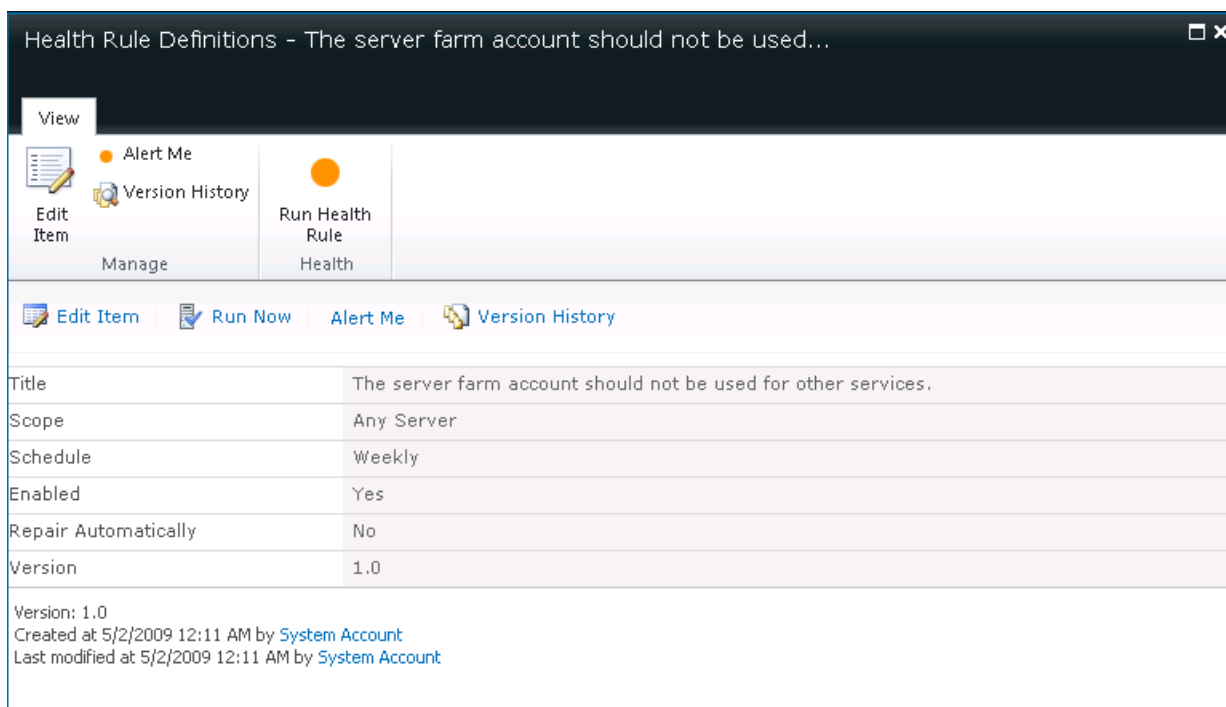 Health Rule Definitions - The server farm account should not be used...
View
Edit Item
Alert Me
Version History
Manage
Run Health Rule
Health
Edit Item Run Now Alert Me Version History
Title The server farm account should not be used for other services.
Scope Any Server
Schedule Weekly
Enabled Yes
Repair Automatically No
Version 1.0
Version: 1.0
Created at 5/2/2009 12:11 AM by System Account
Last modified at 5/2/2009 12:11 AM by System Account